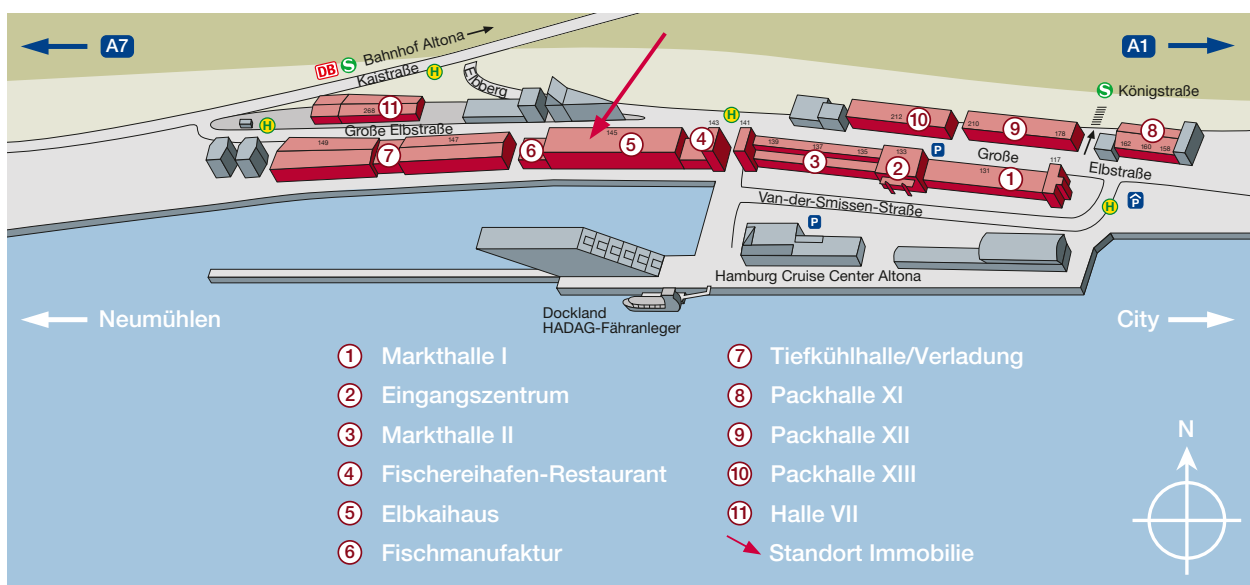 A7
A1
DB S Bahnhof Altona
Kaistraße
H
Elbberg
S Königstraße
11
268
H
Große Elbstraße
149
7
147
6
145
5
4
143
H
141
139
137
135
3
133
2
131
1
117
212
10
P
210
9
178
Große
Elbstraße
162
160
158
8
Van-der-Smissen-Straße
H
P
P
Hamburg Cruise Center Altona
Dockland
HADAG-Fähranleger
Neumühlen
City
1 Markthalle I
2 Eingangszentrum
3 Markthalle II
4 Fischereihafen-Restaurant
5 Elbkaihaus
6 Fischmanufaktur
7 Tiefkühlhalle/Verladung
8 Packhalle XI
9 Packhalle XII
10 Packhalle XIII
11 Halle VII
Standort Immobilie
N